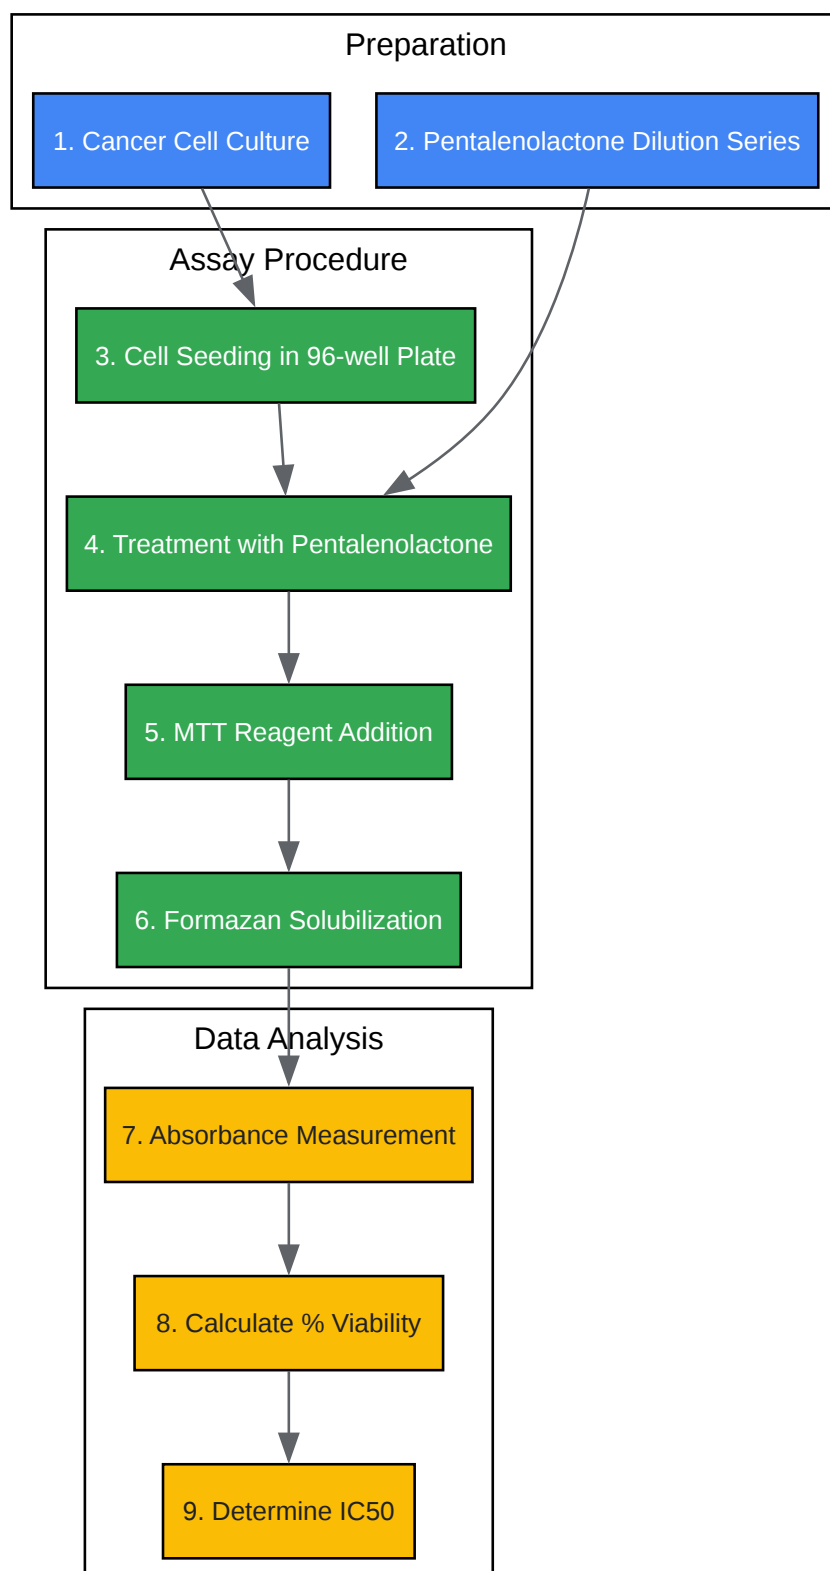 Preparation
1. Cancer Cell Culture
2. Pentalenolactone Dilution Series
Assay Procedure
3. Cell Seeding in 96-well Plate
4. Treatment with Pentalenolactone
5. MTT Reagent Addition
6. Formazan Solubilization
Data Analysis
7. Absorbance Measurement
8. Calculate % Viability
9. Determine IC50